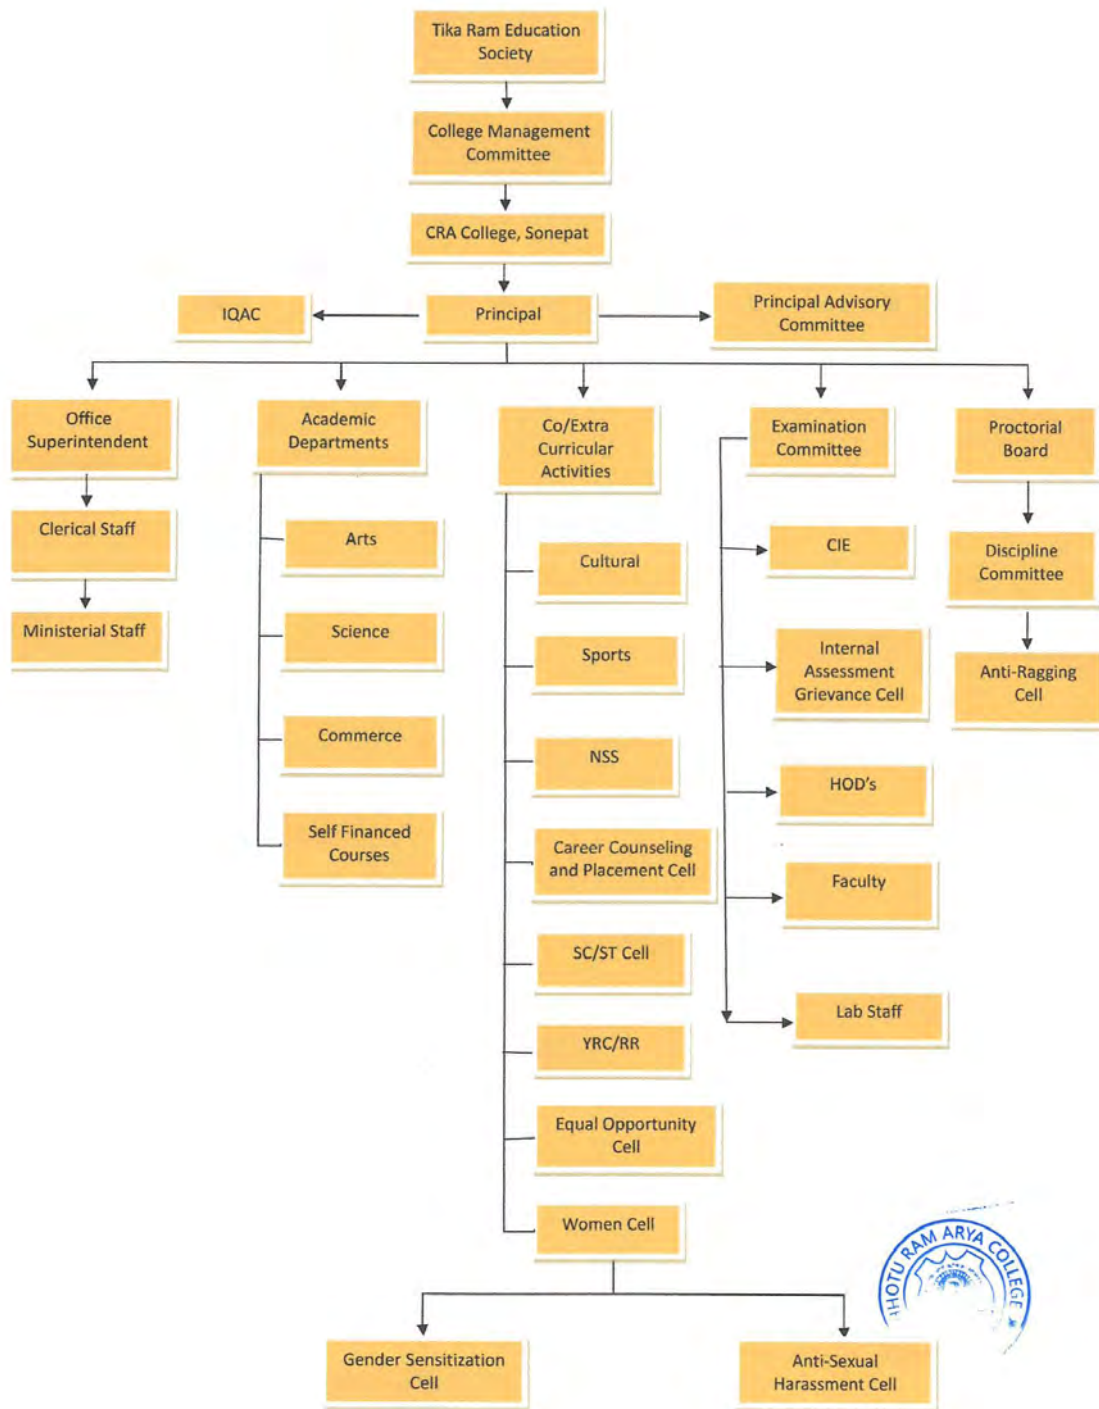 Tika Ram Education
Society
College Management
Committee
CRA College, Sonepat
IQAC
Principal
Principal Advisory
Committee
Office
Superintendent
Clerical Staff
Ministerial Staff
Academic
Departments
Arts
Science
Commerce
Self Financed
Courses
Co/Extra
Curricular
Activities
Cultural
Sports
NSS
Career Counseling
and Placement Cell
SC/ST Cell
YRC/RR
Equal Opportunity
Cell
Women Cell
Gender Sensitization
Cell
Anti-Sexual
Harassment Cell
Examination
Committee
CIE
Internal
Assessment
Grievance Cell
HOD's
Faculty
Lab Staff
Proctorial
Board
Discipline
Committee
Anti-Ragging
Cell
HOTU RAM ARYA COLLEGE